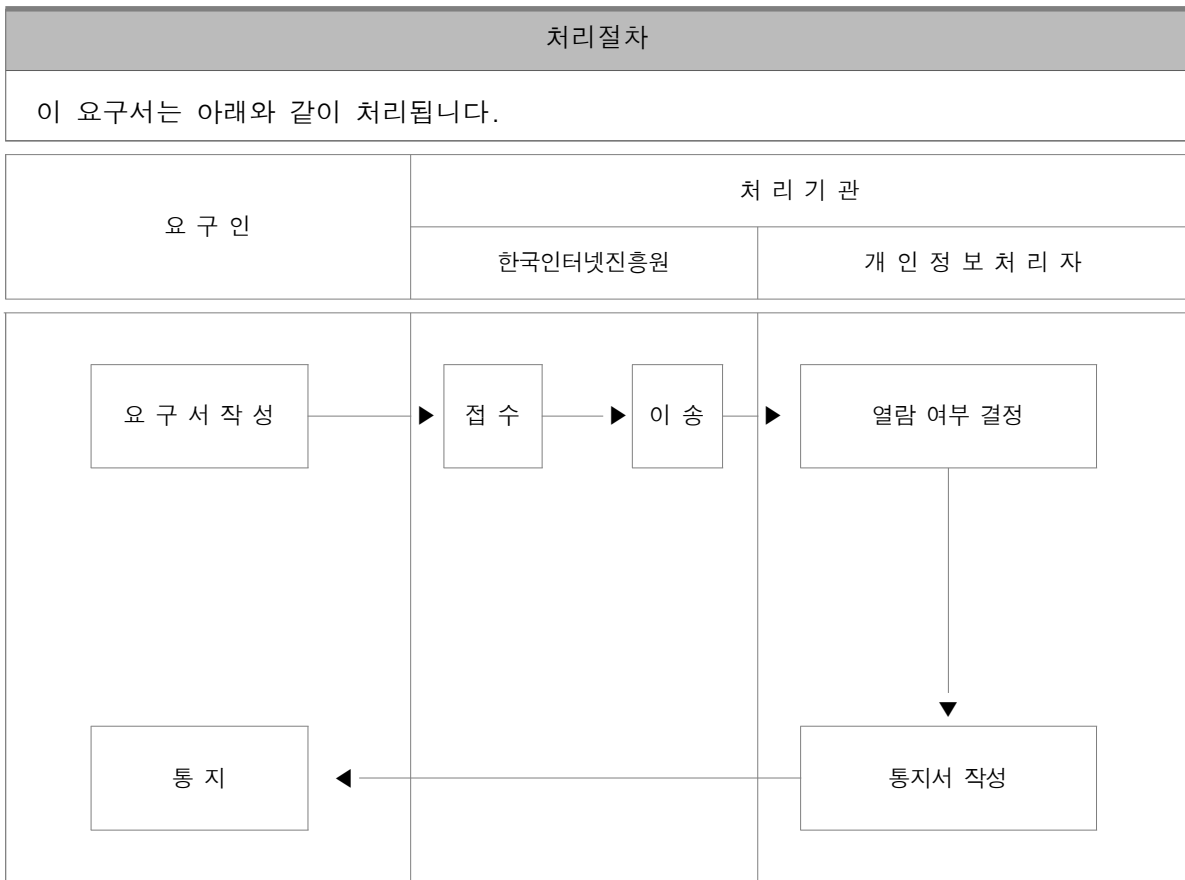 처리절차
이 요구서는 아래와 같이 처리됩니다.
요 구 인
처 리 기 관
한국인터넷진흥원
개 인 정 보 처 리 자
요 구 서 작 성
접 수
이 송
열람 여부 결정
통 지
통지서 작성